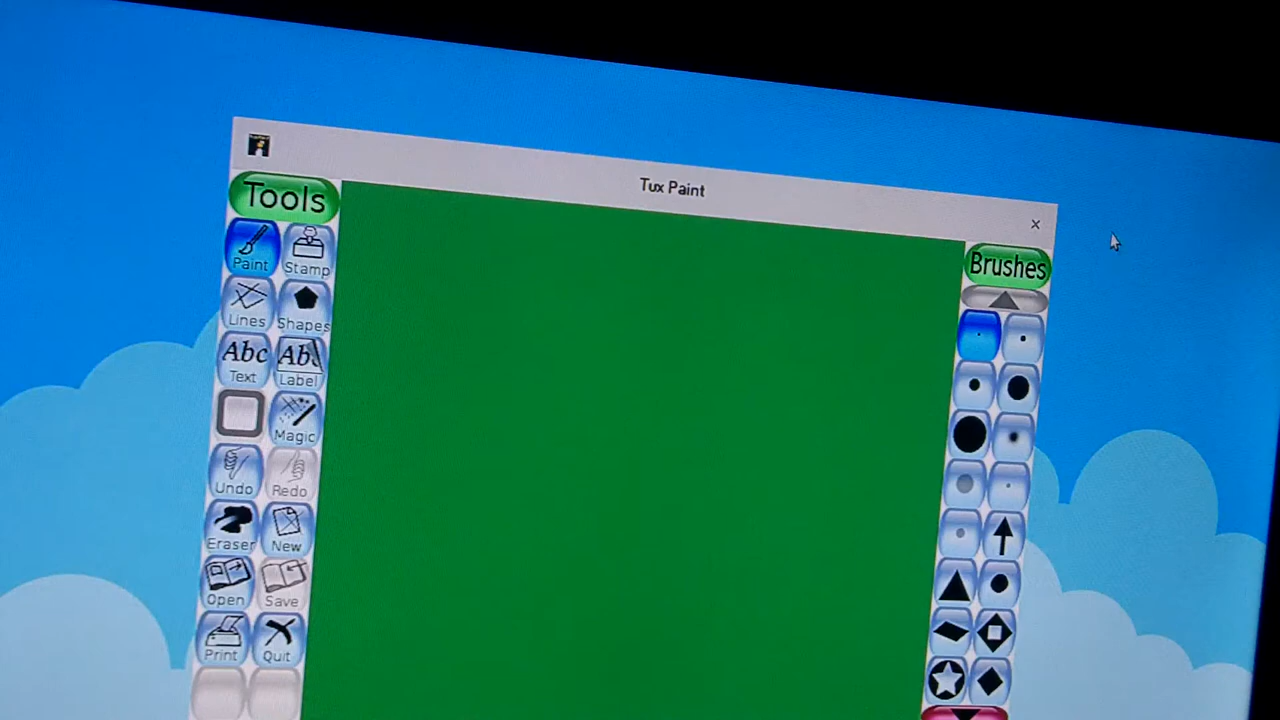 Tux Paint
Tools
Brushes
Paint
Stamp
Lines
Shapes
Abc
Abc
Text
Label
Magic
Undo
Redo
Eraser
New
Open
Save
Print
Quit